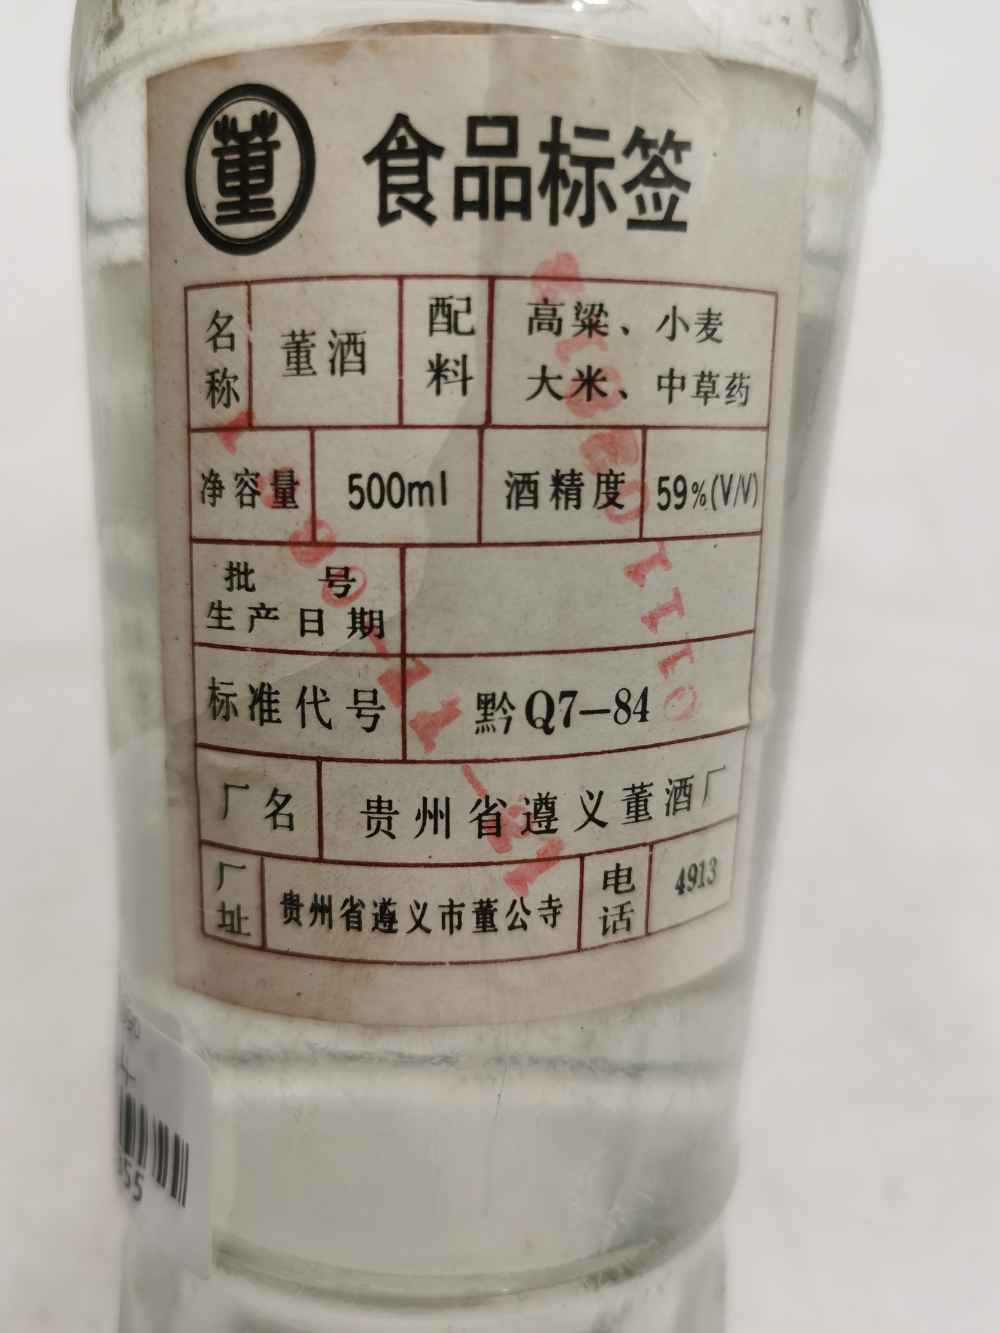 董
食品标签
名称 董酒 配料 高粱、小麦
大米、中草药
净容量 500ml 酒精度 59%(V/V)
批号
生产日期
标准代号 黔Q7—84
厂名 贵州省遵义董酒厂
厂址 贵州省遵义市董公寺 电话 4913
55